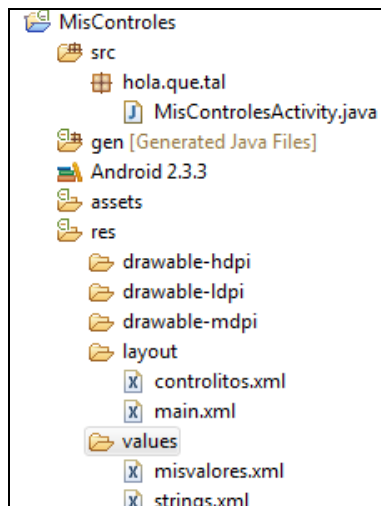 MisControles
src
hola.que.tal
MisControlesActivity.java
gen [Generated Java Files]
Android 2.3.3
assets
res
drawable-hdpi
drawable-ldpi
drawable-mdpi
layout
controlitos.xml
main.xml
values
misvalores.xml
strings.xml